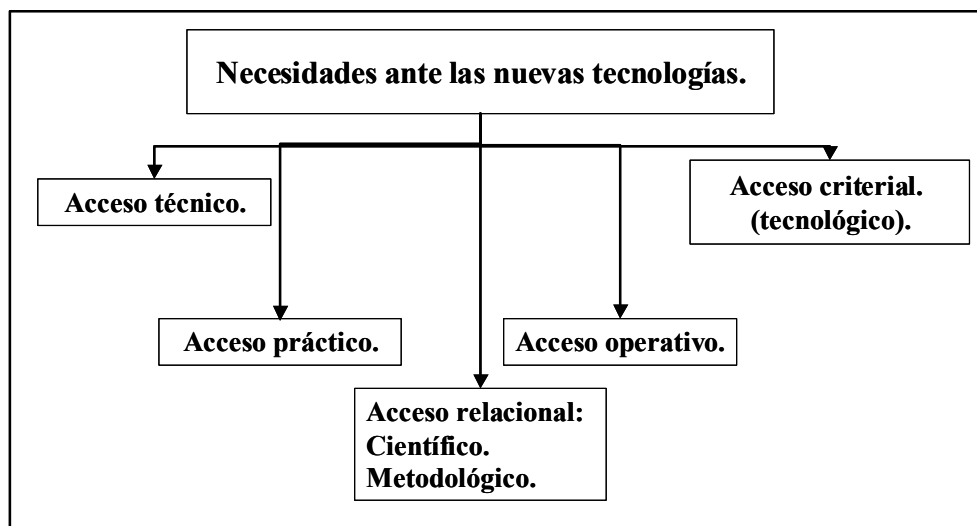 Necesidades ante las nuevas tecnologías.
Acceso técnico.
Acceso criterial.
(tecnológico).
Acceso práctico.
Acceso operativo.
Acceso relacional:
Científico.
Metodológico.